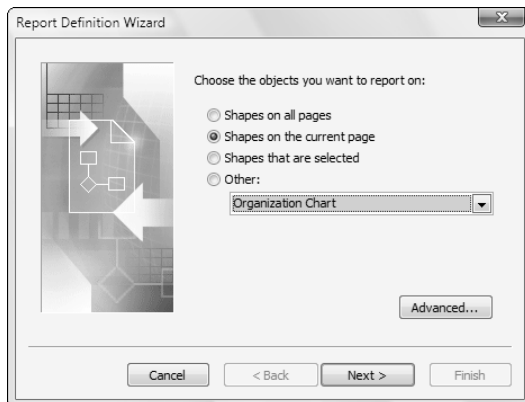 Report Definition Wizard
Choose the objects you want to report on:
Shapes on all pages
Shapes on the current page
Shapes that are selected
Other:
Organization Chart
Advanced...
Cancel
< Back
Next >
Finish